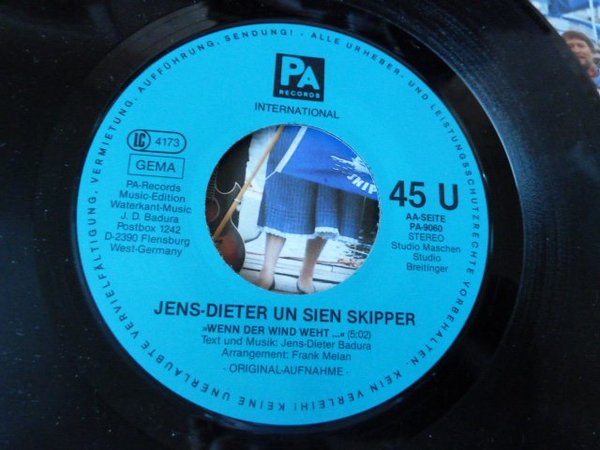 PA
RECORDS
INTERNATIONAL
LC 4173
GEMA
PA-Records
Music-Edition
Waterkant-Music
J. D. Badura
Postbox 1242
D-2390 Flensburg
West-Germany
45 U
AA-SEITE
PA-9060
STEREO
Studio Maschen
Studio
Breitinger
JENS-DIETER UN SIEN SKIPPER
»WENN DER WIND WEHT ...« (5:02)
Text und Musik: Jens-Dieter Badura
Arrangement: Frank Melan
- ORIGINAL-AUFNAHME -
ALLE URHEBER- UND LEISTUNGSSCHUTZRECHTE VORBEHALTEN - KEIN VERLEIH! KEINE UNERLAUBTE VERVIELFÄLTIGUNG, VERMIETUNG, AUFFÜHRUNG, SENDUNG! -
SKIP